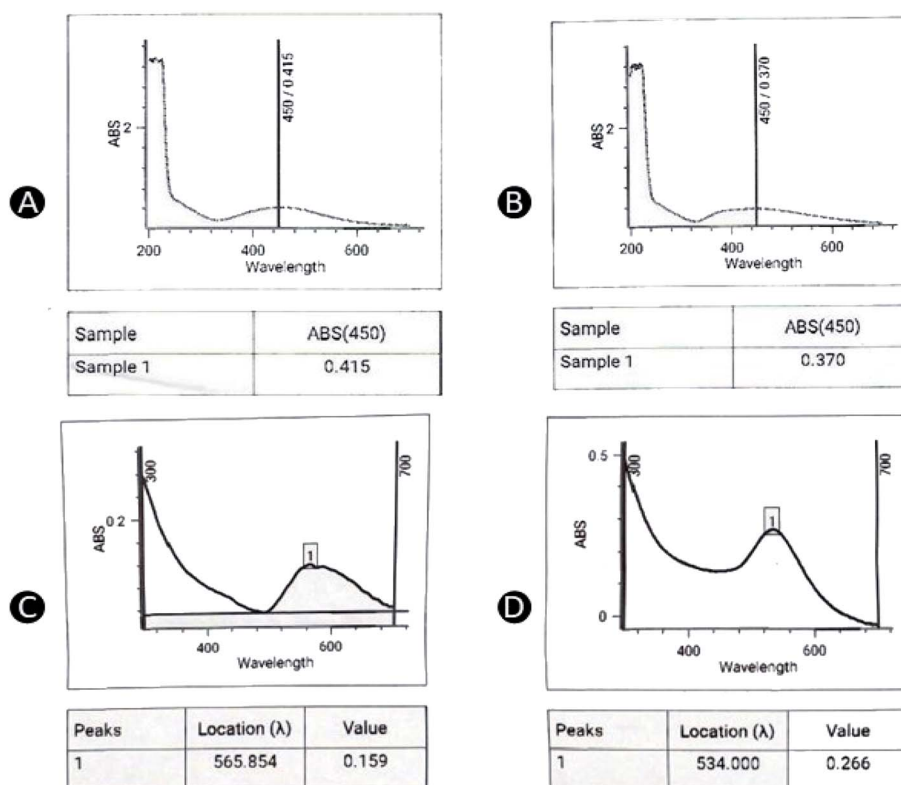 A
ABS
2
450 / 0 415
200 400 600
Wavelength
Sample ABS(450)
Sample 1 0.415
B
ABS
2
450 / 0 370
200 400 600
Wavelength
Sample ABS(450)
Sample 1 0.370
C
ABS
0 2
300
1
700
400 600
Wavelength
Peaks Location (λ) Value
1 565.854 0.159
D
0 5
ABS
0
300
1
700
400 600
Wavelength
Peaks Location (λ) Value
1 534.000 0.266